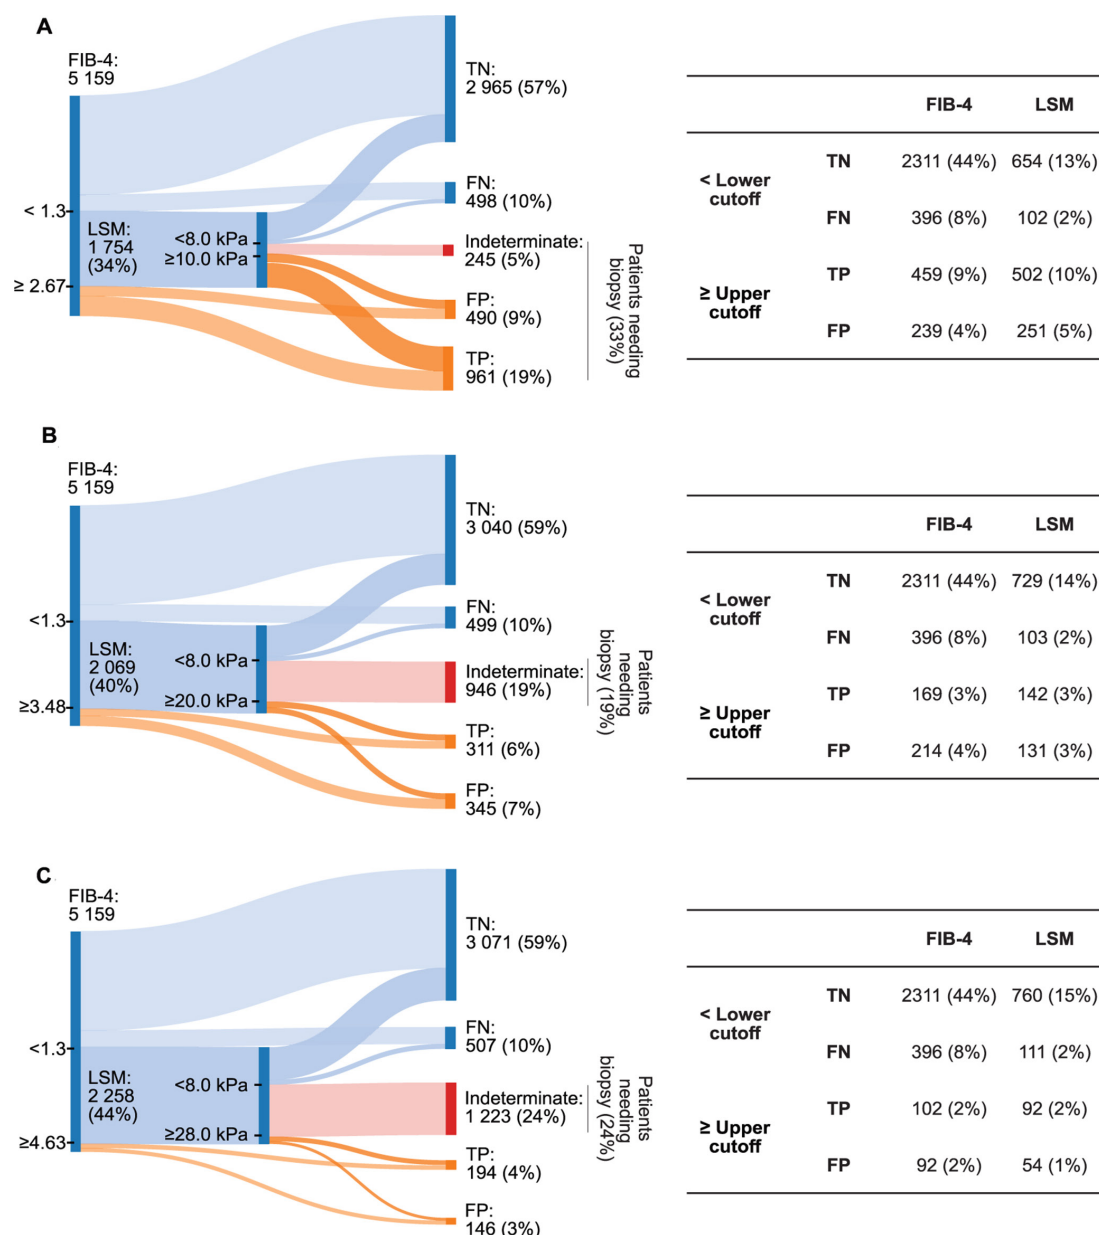 A
FIB-4:
5 159
< 1.3
≥ 2.67
LSM:
1 754
(34%)
<8.0 kPa
≥10.0 kPa
TN:
2 965 (57%)
FN:
498 (10%)
Indeterminate:
245 (5%)
FP:
490 (9%)
TP:
961 (19%)
Patients needing
biopsy (33%)
FIB-4 LSM
< Lower
cutoff
TN 2311 (44%) 654 (13%)
FN 396 (8%) 102 (2%)
≥ Upper
cutoff
TP 459 (9%) 502 (10%)
FP 239 (4%) 251 (5%)
B
FIB-4:
5 159
<1.3
≥3.48
LSM:
2 069
(40%)
<8.0 kPa
≥20.0 kPa
TN:
3 040 (59%)
FN:
499 (10%)
Indeterminate:
946 (19%)
TP:
311 (6%)
FP:
345 (7%)
Patients
needing
biopsy (19%)
FIB-4 LSM
< Lower
cutoff
TN 2311 (44%) 729 (14%)
FN 396 (8%) 103 (2%)
≥ Upper
cutoff
TP 169 (3%) 142 (3%)
FP 214 (4%) 131 (3%)
C
FIB-4:
5 159
<1.3
≥4.63
LSM:
2 258
(44%)
<8.0 kPa
≥28.0 kPa
TN:
3 071 (59%)
FN:
507 (10%)
Indeterminate:
1 223 (24%)
TP:
194 (4%)
FP:
146 (3%)
Patients
needing
biopsy (24%)
FIB-4 LSM
< Lower
cutoff
TN 2311 (44%) 760 (15%)
FN 396 (8%) 111 (2%)
≥ Upper
cutoff
TP 102 (2%) 92 (2%)
FP 92 (2%) 54 (1%)